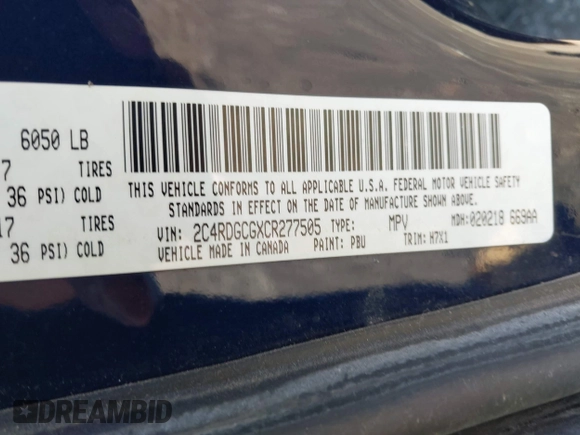 6050 LB
7 TIRES
36 PSI) COLD
17 TIRES
36 PSI) COLD
THIS VEHICLE CONFORMS TO ALL APPLICABLE U.S.A. FEDERAL MOTOR VEHICLE SAFETY
STANDARDS IN EFFECT ON THE DATE OF MANUFACTURE SHOWN ABOVE.
VIN: 2C4RDGCGXCR277505 TYPE: MPV MDH: 020218 669AA
VEHICLE MADE IN CANADA PAINT: PBU TRIM: H7X1
DREAMBID